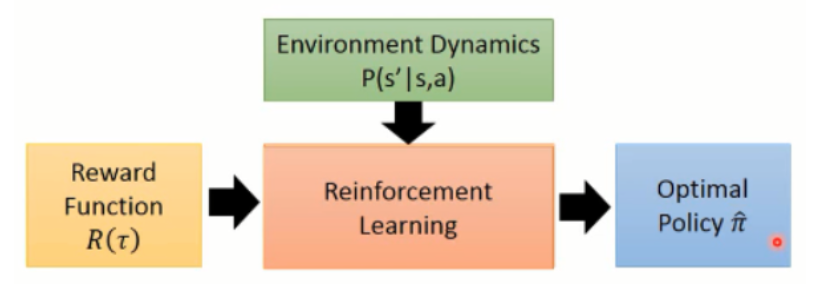 Environment Dynamics
P(s'|s,a)
Reward
Function
R(τ)
Reinforcement
Learning
Optimal
Policy π̂